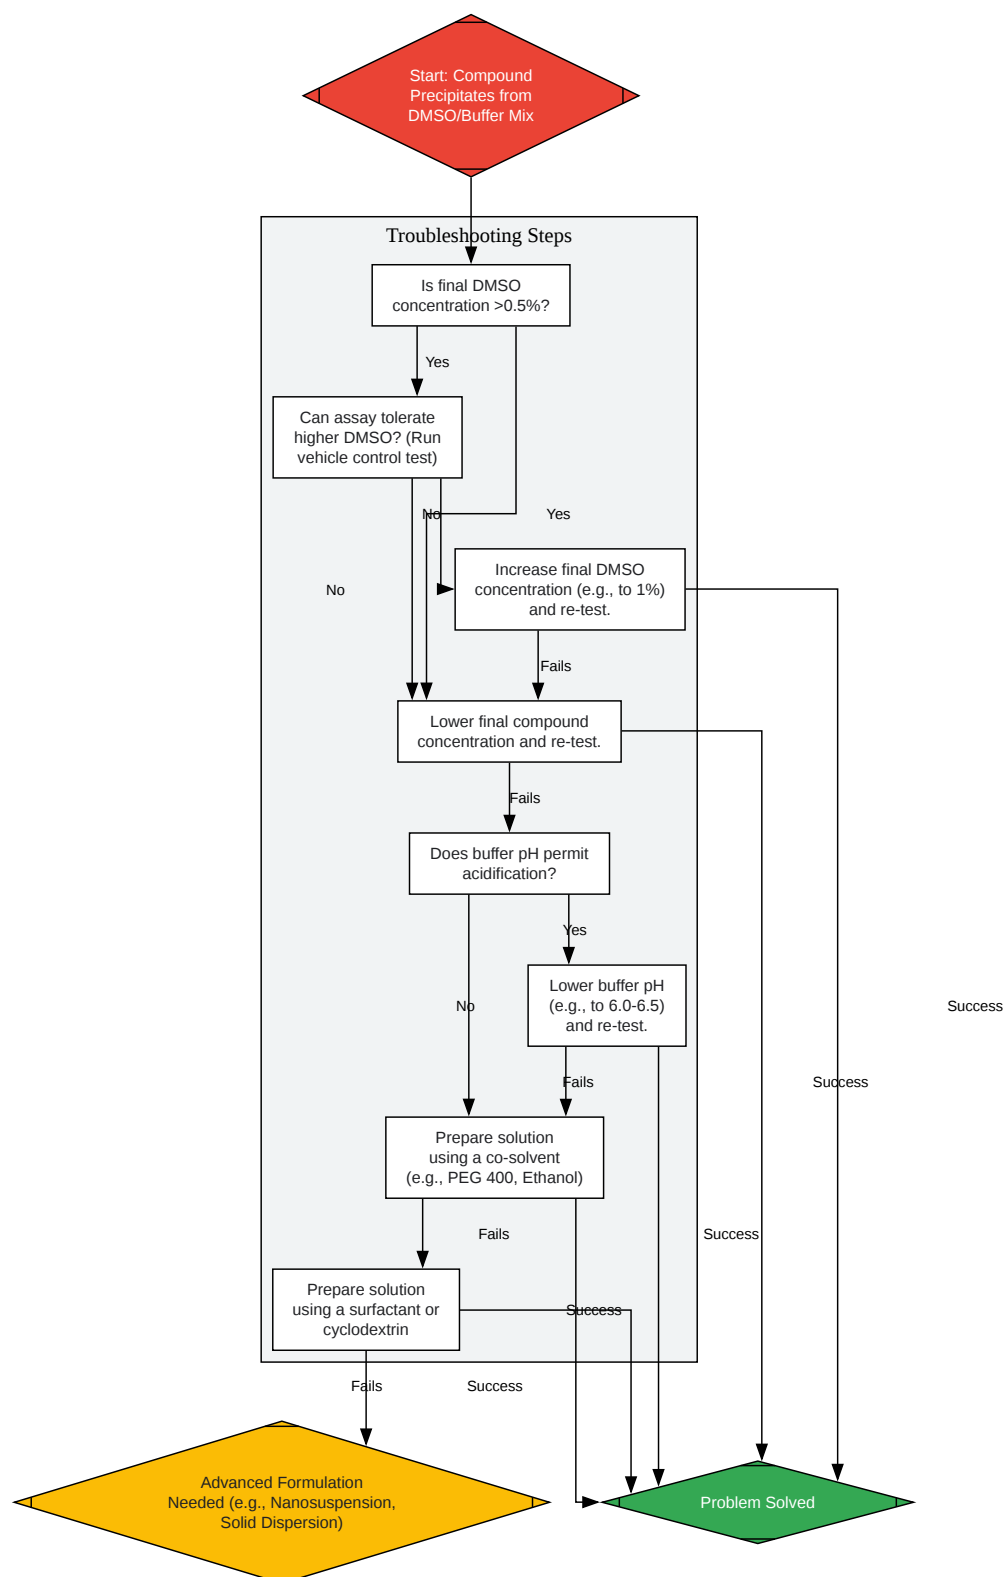 Start: Compound
Precipitates from
DMSO/Buffer Mix
Troubleshooting Steps
Is final DMSO
concentration >0.5%?
Yes
Can assay tolerate
higher DMSO? (Run
vehicle control test)
No
Yes
No
Increase final DMSO
concentration (e.g., to 1%)
and re-test.
Fails
Lower final compound
concentration and re-test.
Fails
Does buffer pH permit
acidification?
Yes
Lower buffer pH
(e.g., to 6.0-6.5)
and re-test.
No
Success
Fails
Success
Prepare solution
using a co-solvent
(e.g., PEG 400, Ethanol)
Fails
Success
Prepare solution
using a surfactant or
cyclodextrin
Success
Fails
Success
Advanced Formulation
Needed (e.g., Nanosuspension,
Solid Dispersion)
Problem Solved